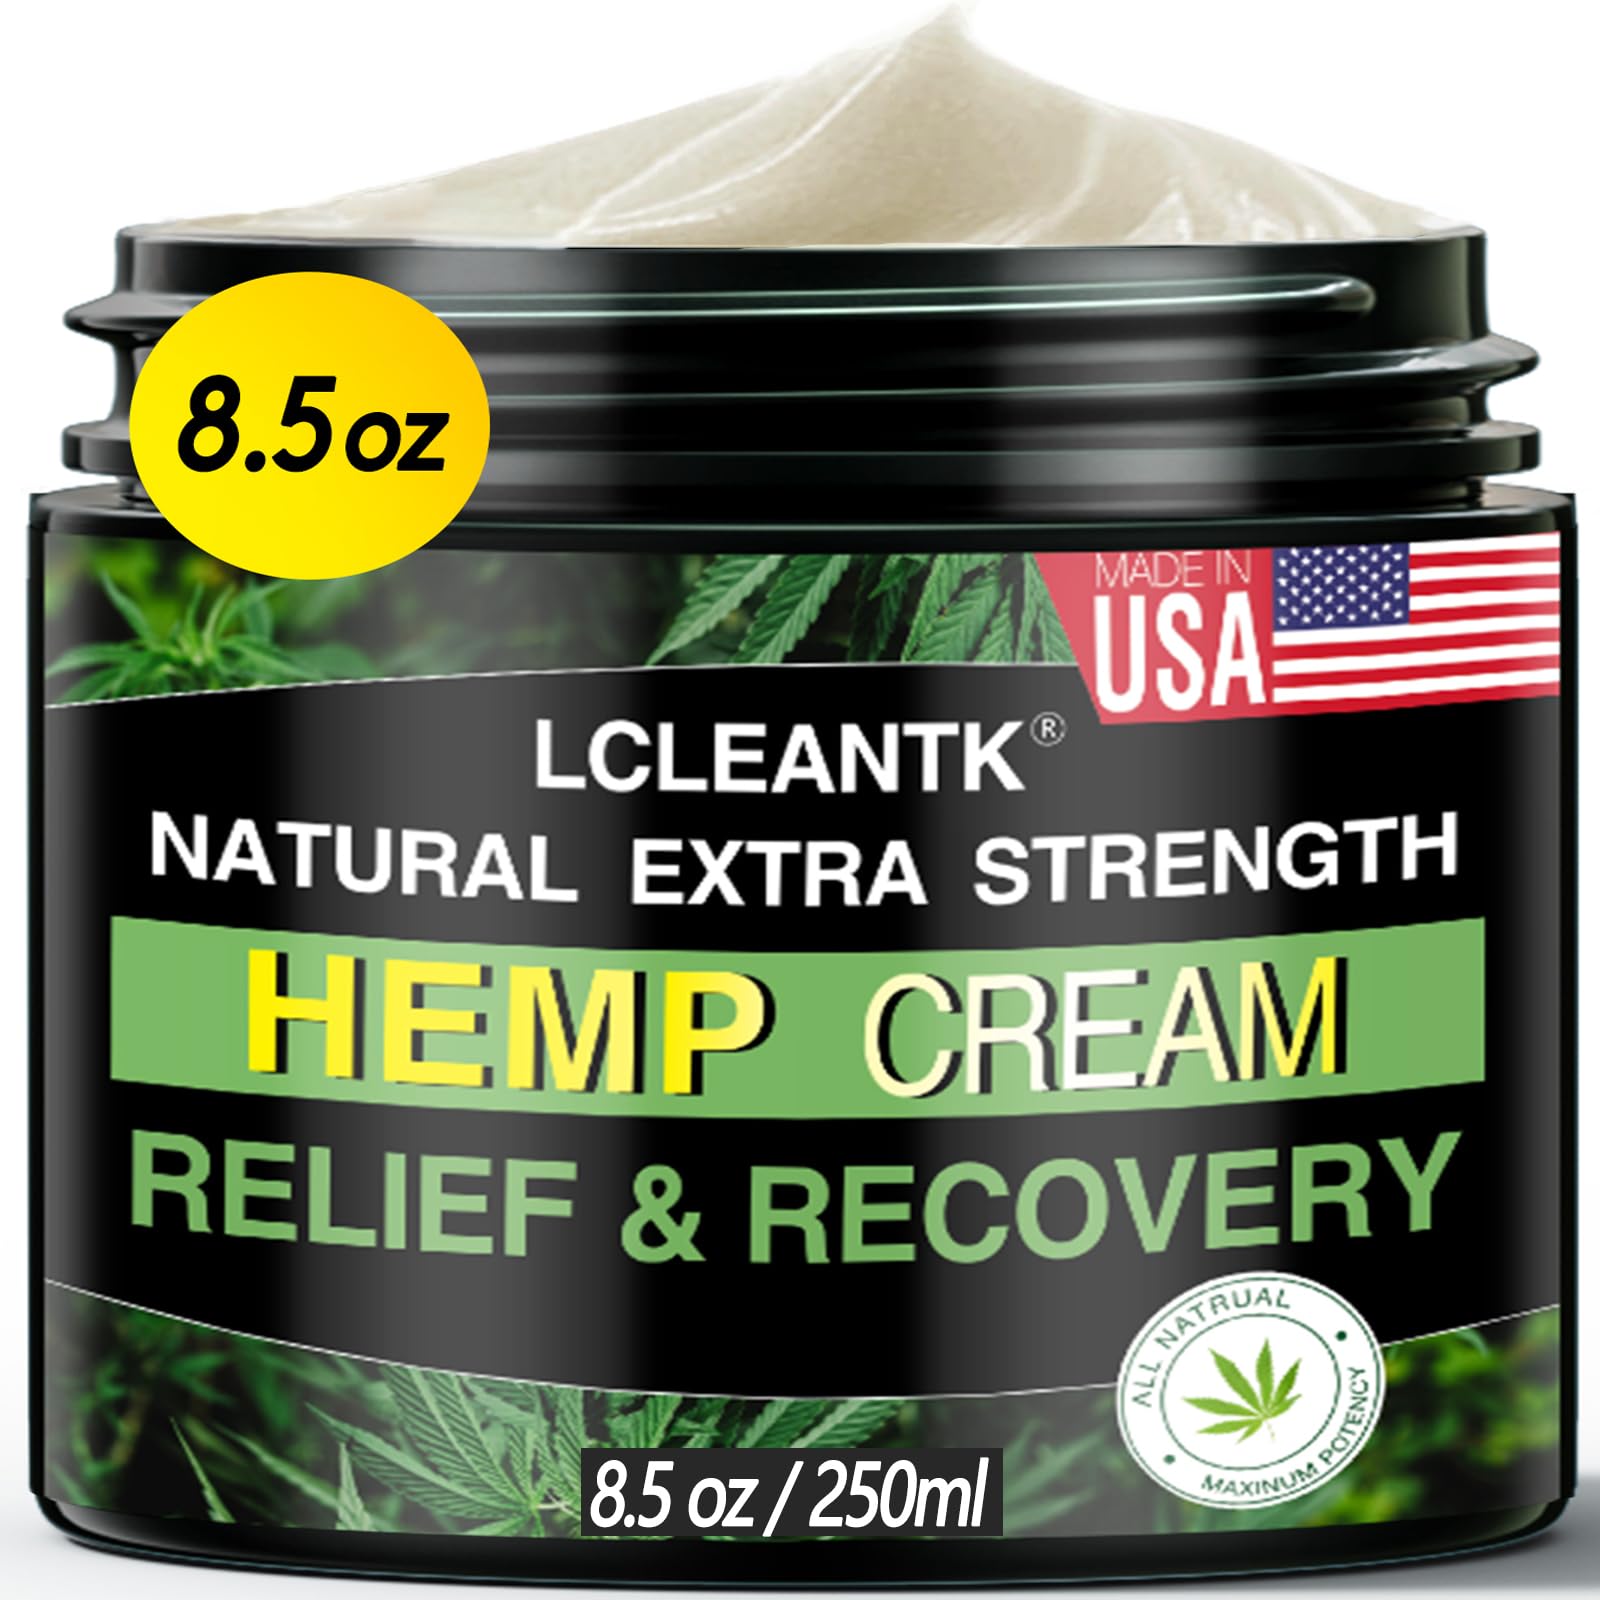 8.5oz
MADE IN
USA
LCLEANTK®
NATURAL EXTRA STRENGTH
HEMP CREAM
RELIEF & RECOVERY
ALL NATRUAL
MAXINUM POTENCY
8.5 oz / 250ml